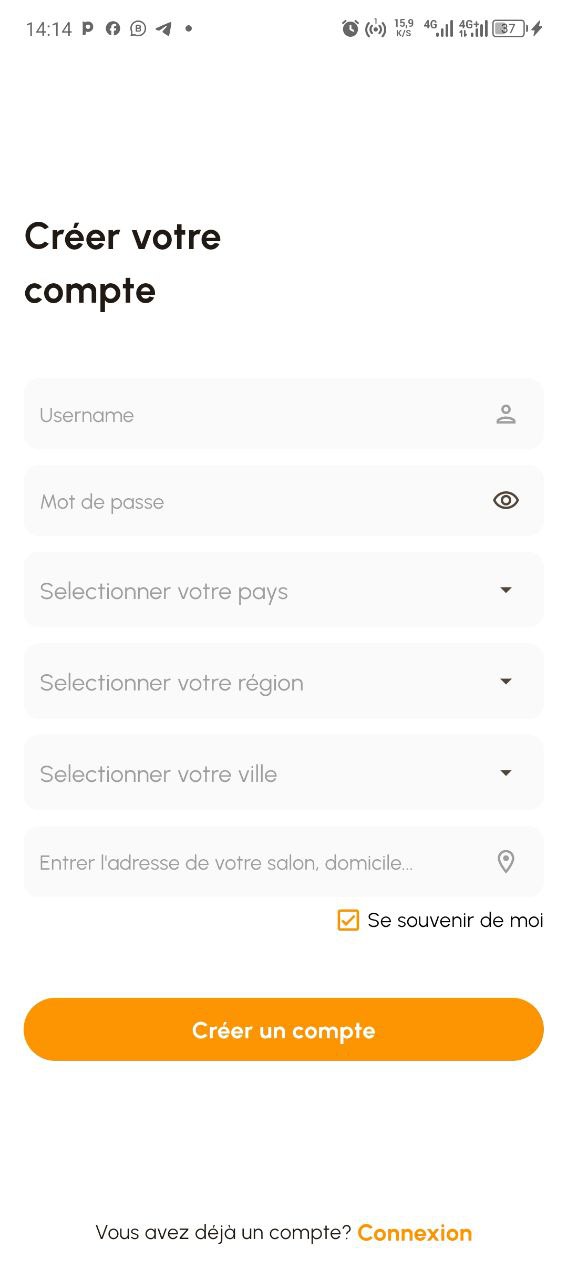 14:14
15,9
K/S
4G
4G+
37
Créer votre
compte
Username
Mot de passe
Selectionner votre pays
Selectionner votre région
Selectionner votre ville
Entrer l'adresse de votre salon, domicile...
Se souvenir de moi
Créer un compte
Vous avez déjà un compte? Connexion